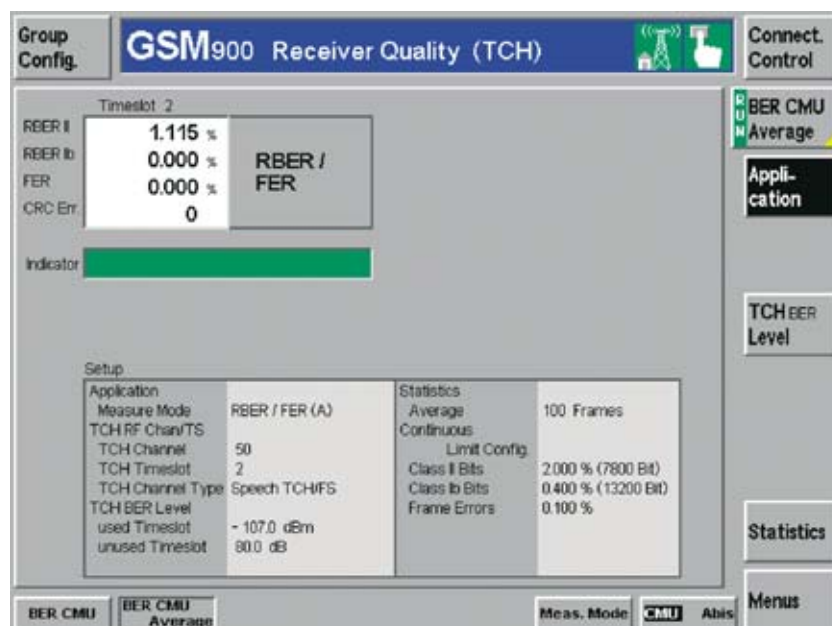 Group
Config.
GSM900 Receiver Quality (TCH)
Connect.
Control
Timeslot 2
RBER II 1.115 %
RBER Ib 0.000 %
FER 0.000 %
CRC Err. 0
RBER /
FER
Indicator
RUN
BER CMU
Average
Appli-
cation
TCH BER
Level
Setup
Application
Measure Mode RBER / FER (A)
TCH RF Chan/TS
TCH Channel 50
TCH Timeslot 2
TCH Channel Type Speech TCH/FS
TCH BER Level
used Timeslot - 107.0 dBm
unused Timeslot 80.0 dB
Statistics
Average 100 Frames
Continuous
Limit Config.
Class II Bits 2.000 % (7800 Bit)
Class Ib Bits 0.400 % (13200 Bit)
Frame Errors 0.100 %
Statistics
Menus
BER CMU
BER CMU
Average
Meas. Mode
CMU Abis